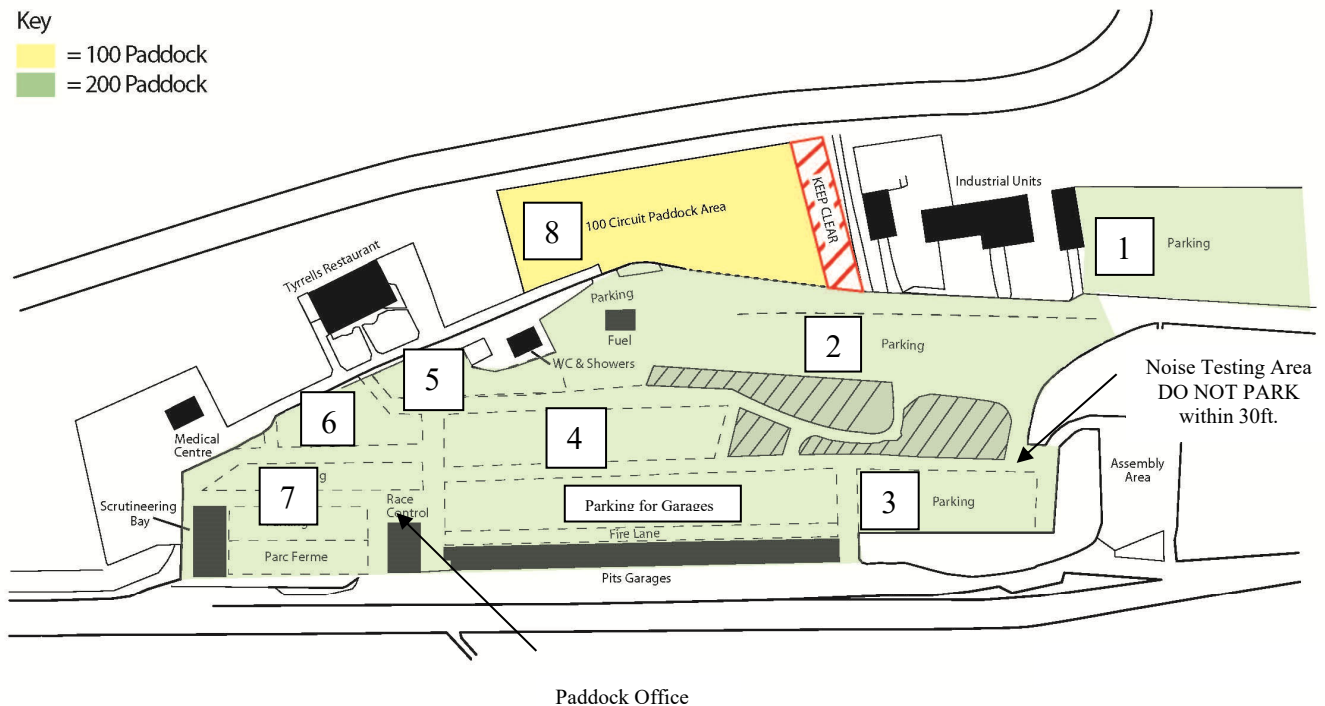 Key
= 100 Paddock
= 200 Paddock
KEEP CLEAR
Industrial Units
8
100 Circuit Paddock Area
1
Parking
Tyrrells Restaurant
Parking
Fuel
2
Parking
WC & Showers
5
Noise Testing Area
DO NOT PARK
within 30ft.
6
4
Medical
Centre
Assembly
Area
7
Race
Control
Parking for Garages
3
Parking
Scrutineering
Bay
Fire Lane
Parc Ferme
Pits Garages
Paddock Office